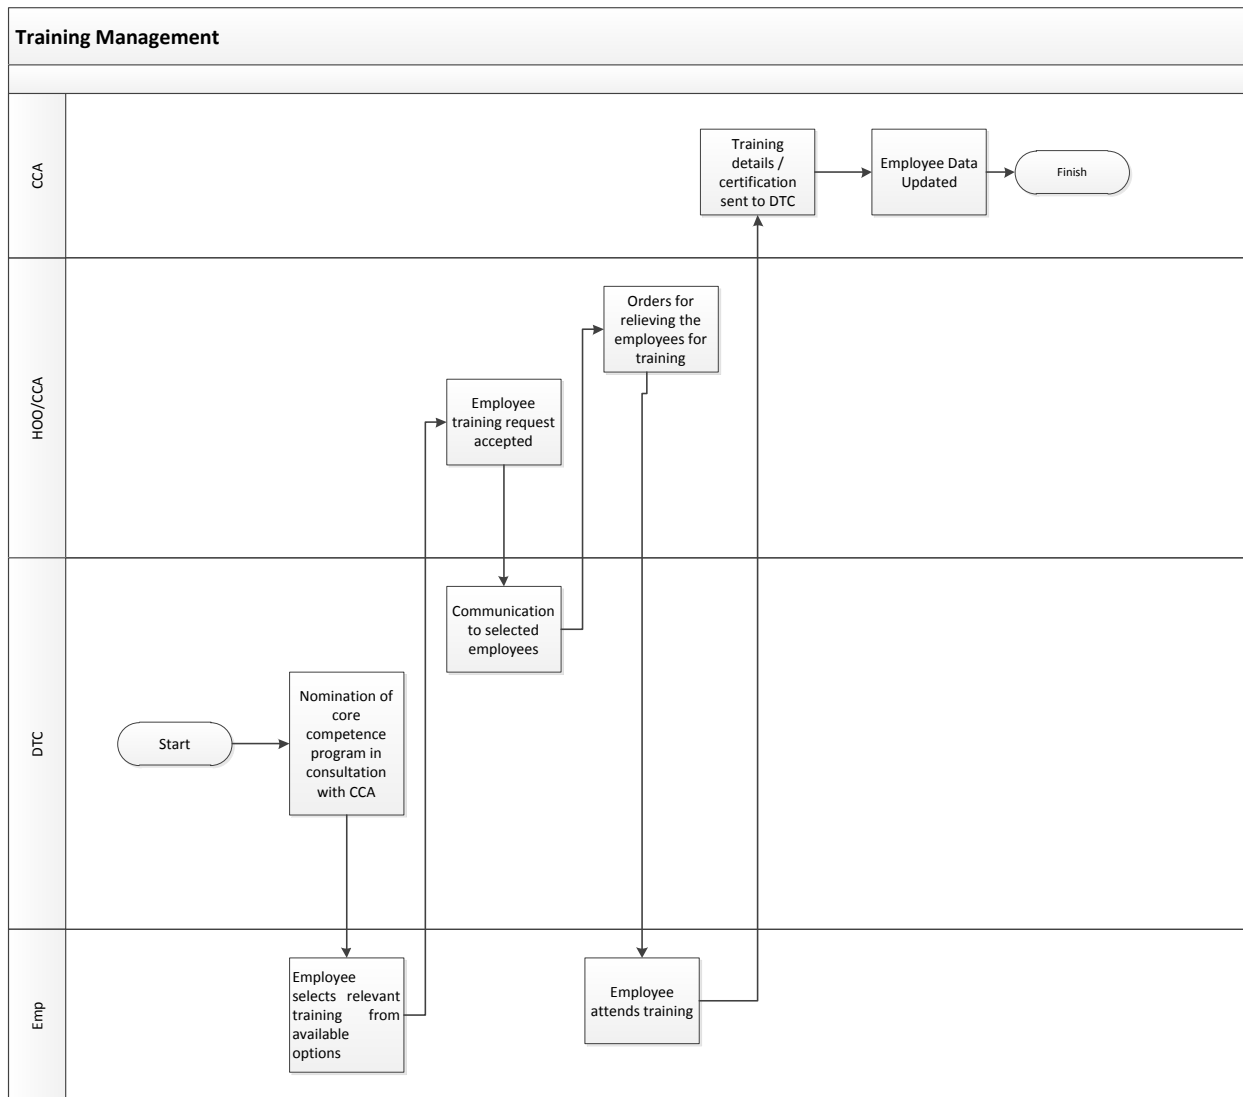 Training Management
CCA
Training
details /
certification
sent to DTC
Employee Data
Updated
Finish
HOO/CCA
Orders for
relieving the
employees for
training
Employee
training request
accepted
DTC
Communication
to selected
employees
Start
Nomination of
core
competence
program in
consultation
with CCA
Emp
Employee
selects relevant
training from
available
options
Employee
attends training